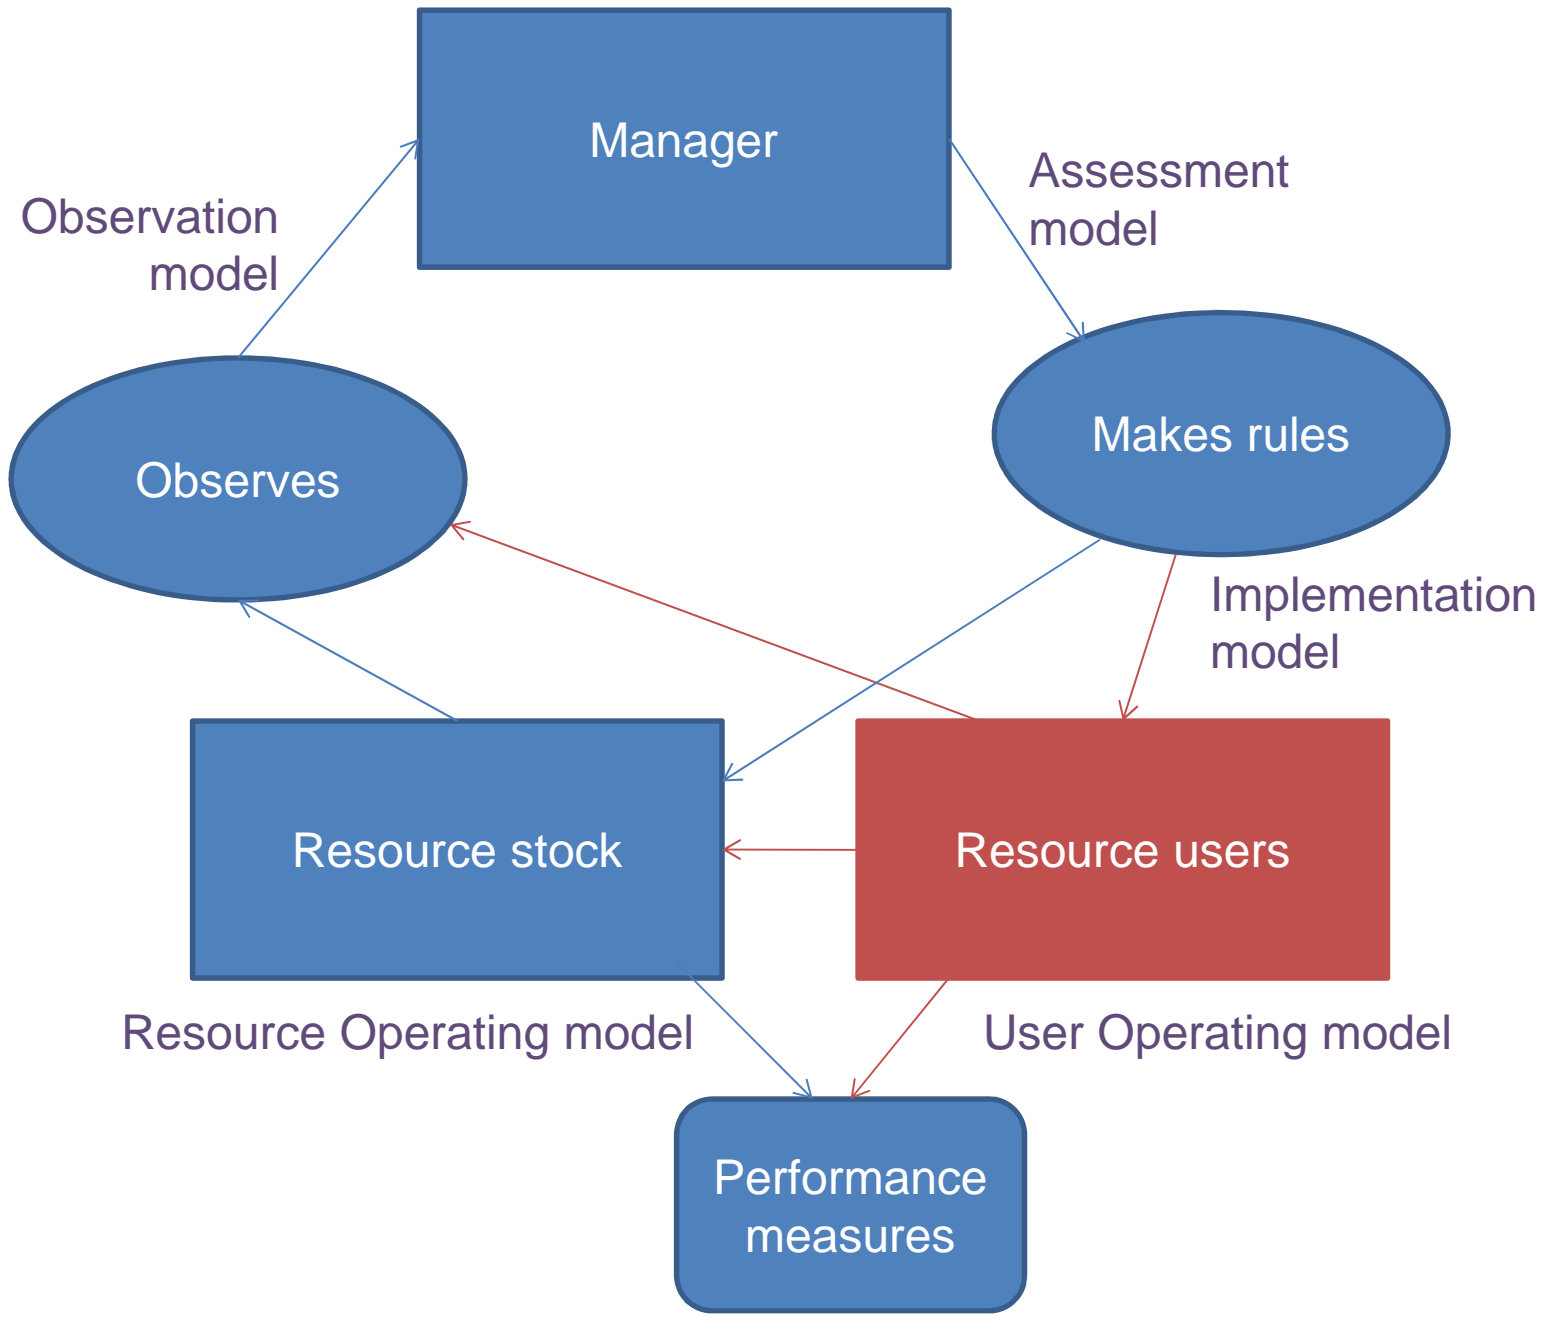 Manager
Assessment
model
Observation
model
Makes rules
Observes
Implementation
model
Resource stock
Resource users
Resource Operating model
User Operating model
Performance
measures